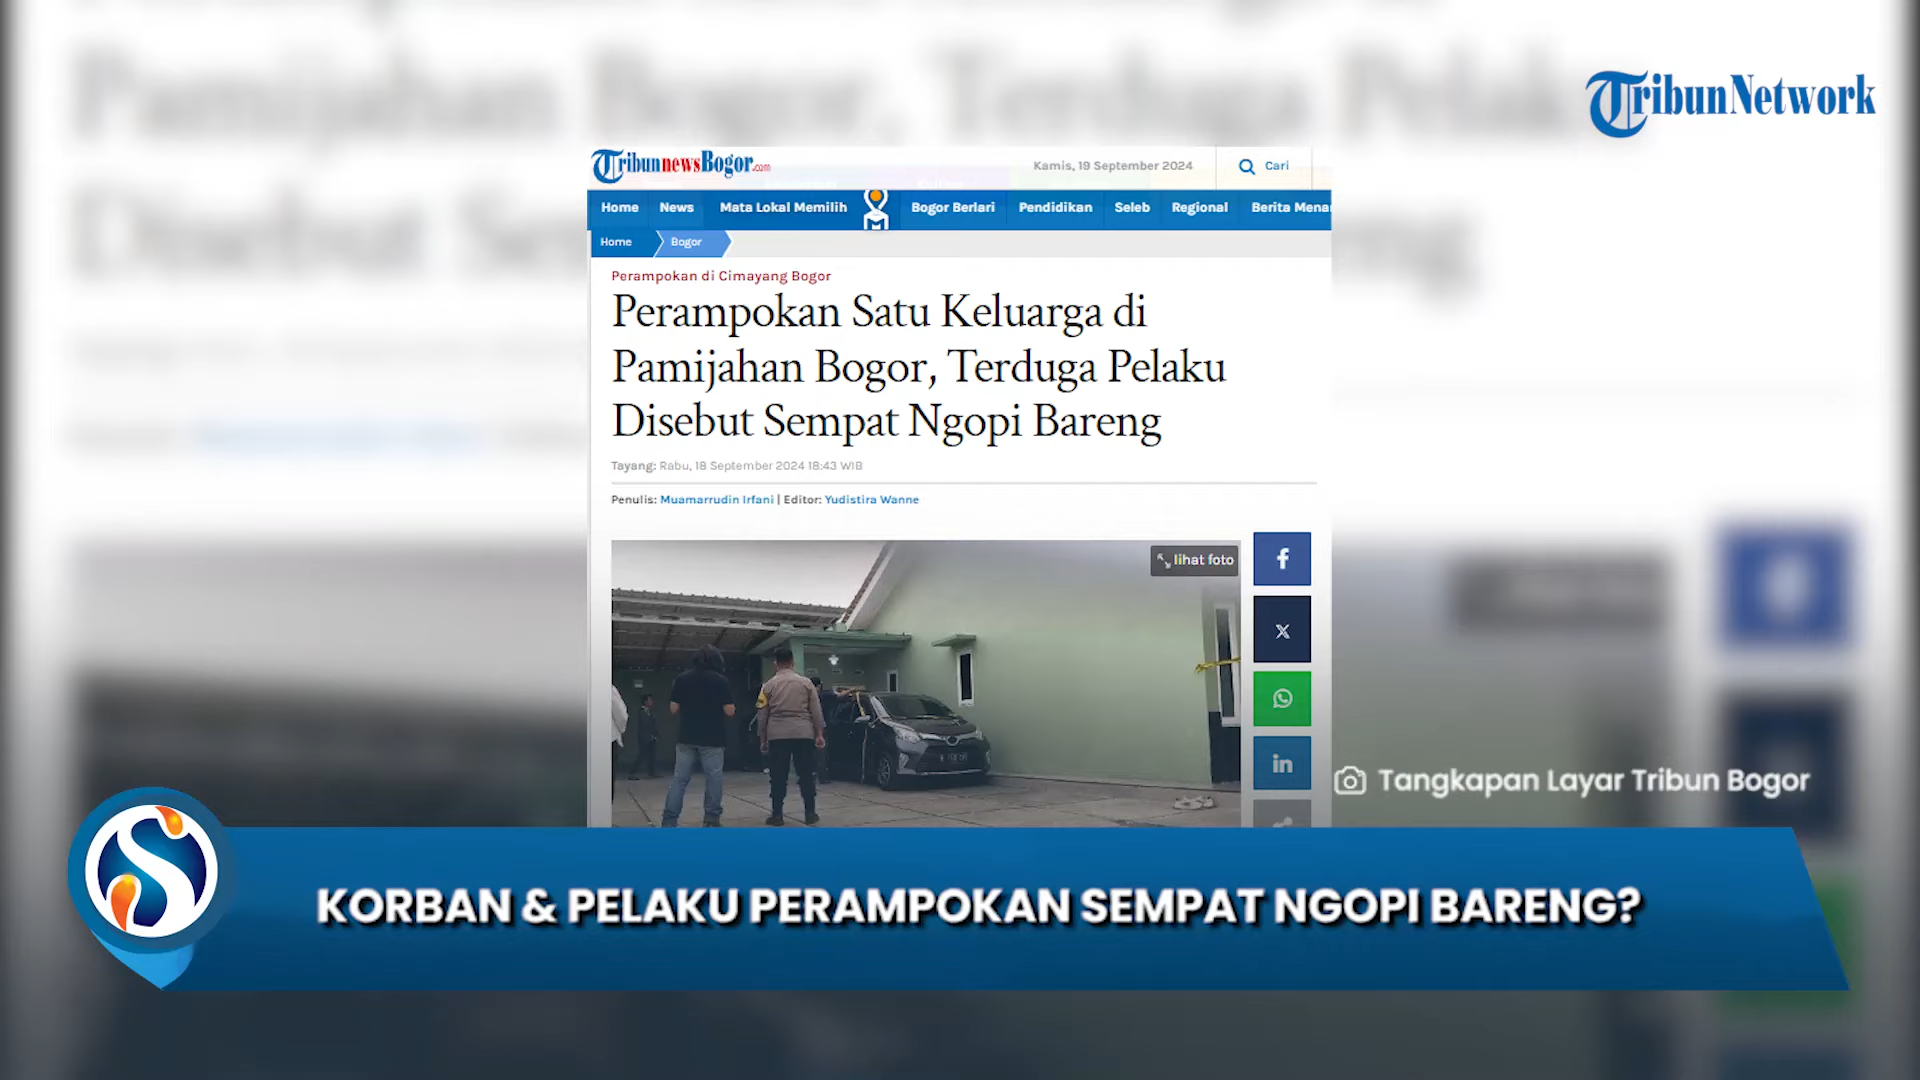 TribunNetwork
TribunnewsBogor.com
Kamis, 19 September 2024
Cari
Home News Mata Lokal Memilih Bogor Berlari Pendidikan Seleb Regional Berita
Home Bogor
Perampokan di Cimayang Bogor
Perampokan Satu Keluarga di
Pamijahan Bogor, Terduga Pelaku
Disebut Sempat Ngopi Bareng
Tayang: Rabu, 18 September 2024 18:43 WIB
Penulis: Muamarrudin Irfani | Editor: Yudistira Wanne
lihat foto
Tangkapan Layar Tribun Bogor
KORBAN & PELAKU PERAMPOKAN SEMPAT NGOPI BARENG?